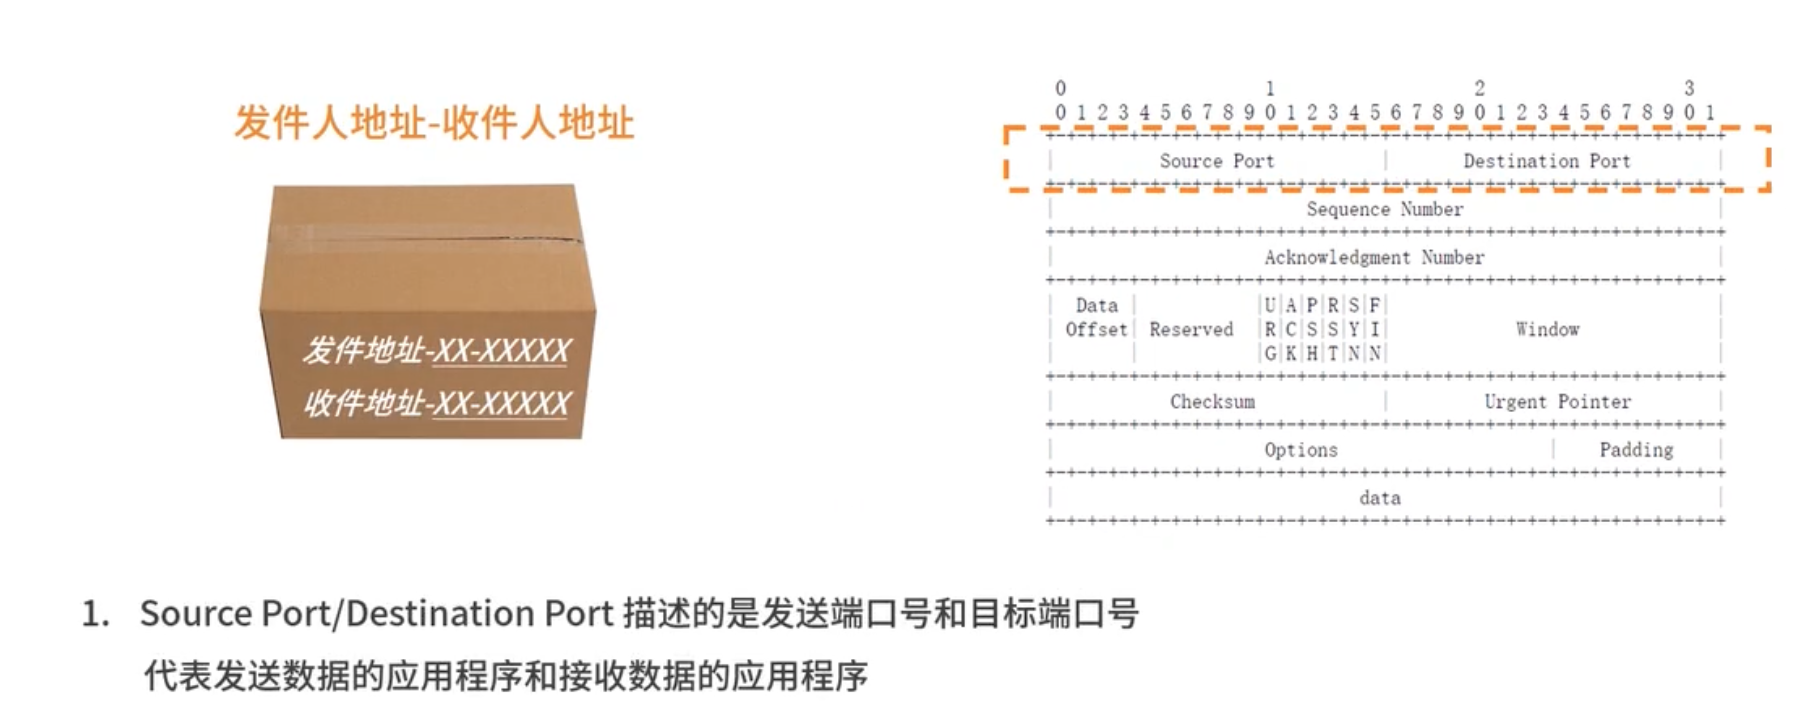 发件人地址-收件人地址
发件地址-XX-XXXXX
收件地址-XX-XXXXX
0 1 2 3
0 1 2 3 4 5 6 7 8 9 0 1 2 3 4 5 6 7 8 9 0 1 2 3 4 5 6 7 8 9 0 1
Source Port | Destination Port
Sequence Number
Acknowledgment Number
Data |U|A|P|R|S|F|
Offset| Reserved |R|C|S|S|Y|I| Window
|G|K|H|T|N|N|
Checksum | Urgent Pointer
Options | Padding
data
1. Source Port/Destination Port 描述的是发送端口号和目标端口号
代表发送数据的应用程序和接收数据的应用程序